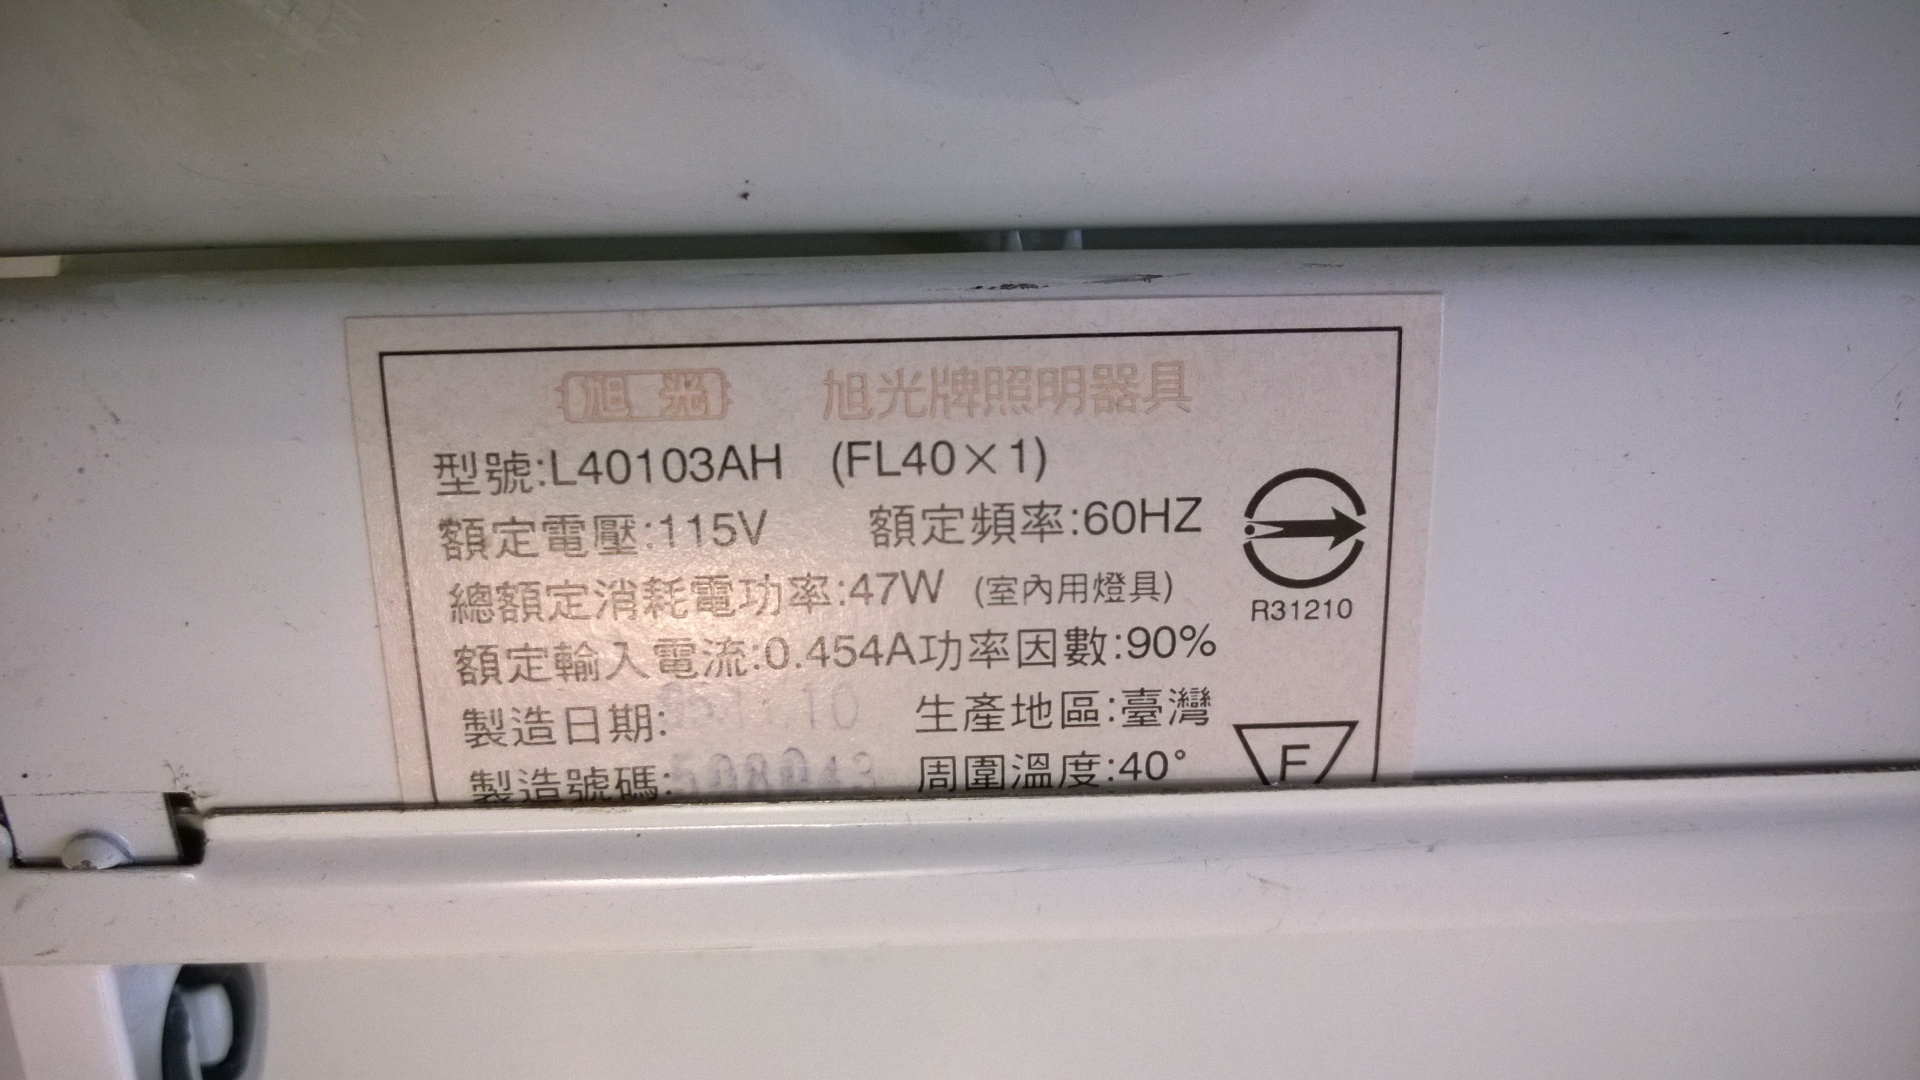 旭光 旭光牌照明器具
型號:L40103AH (FL40×1)
額定電壓:115V 額定頻率:60HZ
總額定消耗電功率:47W (室內用燈具)
R31210
額定輸入電流:0.454A功率因數:90%
製造日期: 10 生產地區:臺灣
製造號碼: 周圍溫度:40°
F